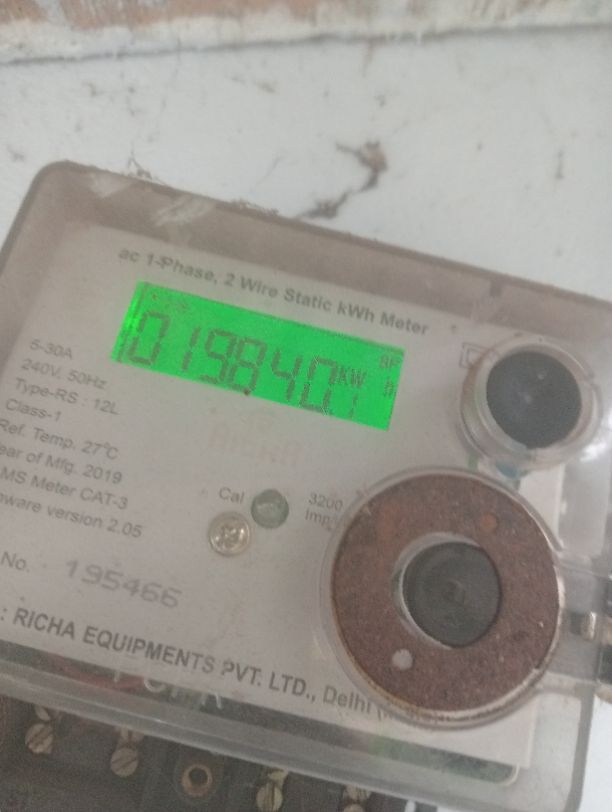 ac 1-Phase, 2 Wire Static kWh Meter
019840 kW h
5-30A
240V, 50Hz
Type-RS : 12L
Class-1
Ref. Temp. 27°C
ear of Mfg. 2019
MS Meter CAT-3
ware version 2.05
Cal
3200
Imp/
No. 195466
: RICHA EQUIPMENTS PVT. LTD., Delhi